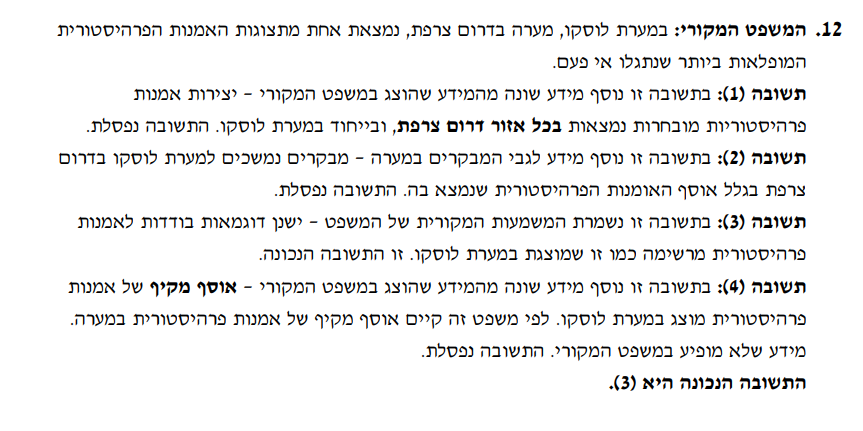 12. המשפט המקורי: במערת לוסקו, מערה בדרום צרפת, נמצאת אחת מתצוגות האמנות הפרהיסטורית
המופלאות ביותר שנתגלו אי פעם.
תשובה (1): בתשובה זו נוסף מידע שונה מהמידע שהוצג במשפט המקורי – יצירות אמנות
פרהיסטוריות מובחרות נמצאות בכל אזור דרום צרפת, ובייחוד במערת לוסקו. התשובה נפסלת.
תשובה (2): בתשובה זו נוסף מידע לגבי המבקרים במערה – מבקרים נמשכים למערת לוסקו בדרום
צרפת בגלל אוסף האומנות הפרהיסטורית שנמצא בה. התשובה נפסלת.
תשובה (3): בתשובה זו נשמרת המשמעות המקורית של המשפט – ישנן דוגמאות בודדות לאמנות
פרהיסטורית מרשימה כמו זו שמוצגת במערת לוסקו. זו התשובה הנכונה.
תשובה (4): בתשובה זו נוסף מידע שונה מהמידע שהוצג במשפט המקורי – אוסף מקיף של אמנות
פרהיסטורית מוצג במערת לוסקו. לפי משפט זה קיים אוסף מקיף של אמנות פרהיסטורית במערה.
מידע שלא מופיע במשפט המקורי. התשובה נפסלת.
התשובה הנכונה היא (3).